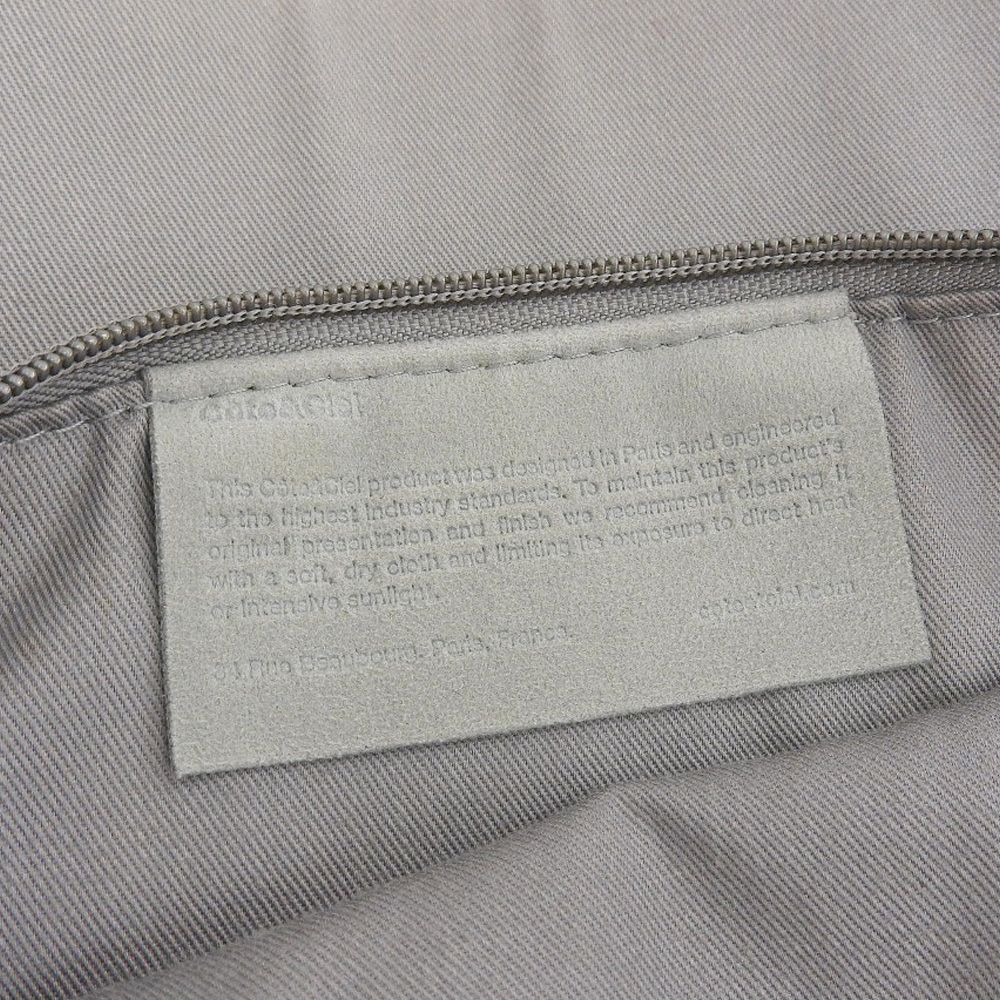 côte&Ciel
This Côte&Ciel product was designed in Paris and engineered
to the highest industry standards. To maintain this product's
original presentation and finish we recommend cleaning it
with a soft, dry cloth and limiting its exposure to direct heat
or intensive sunlight.
cotetciel.com
34 Rue Beaubourg. Paris, France.